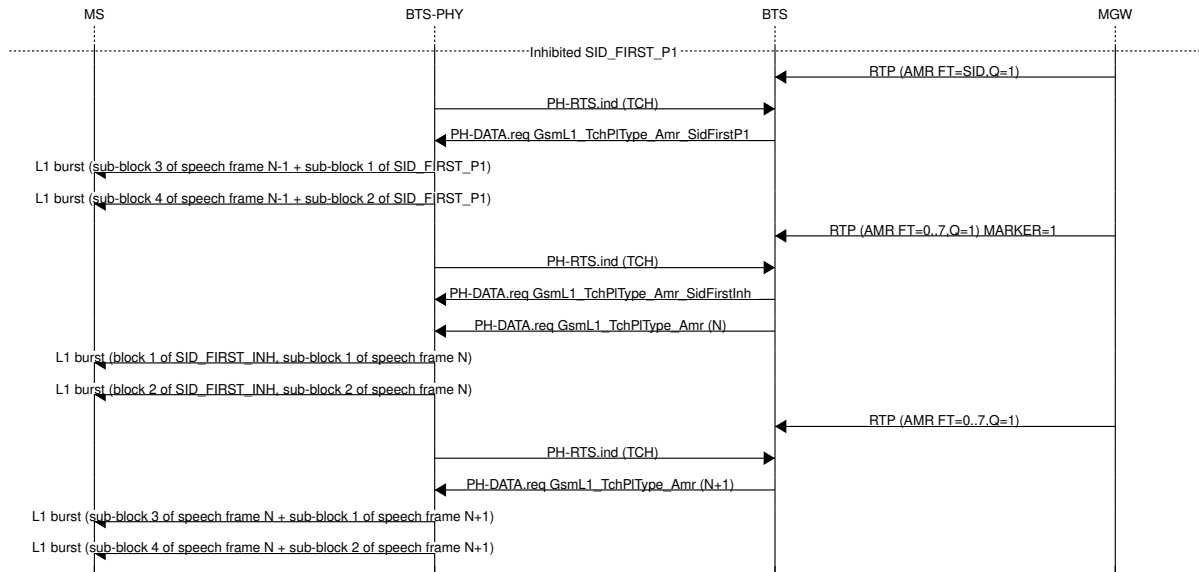 MS BTS-PHY BTS MGW
Inhibited SID_FIRST_P1
RTP (AMR FT=SID,Q=1)
PH-RTS.ind (TCH)
PH-DATA.req GsmL1_TchPlType_Amr_SidFirstP1
L1 burst (sub-block 3 of speech frame N-1 + sub-block 1 of SID_FIRST_P1)
L1 burst (sub-block 4 of speech frame N-1 + sub-block 2 of SID_FIRST_P1)
RTP (AMR FT=0..7,Q=1) MARKER=1
PH-RTS.ind (TCH)
PH-DATA.req GsmL1_TchPlType_Amr_SidFirstInh
PH-DATA.req GsmL1_TchPlType_Amr (N)
L1 burst (block 1 of SID_FIRST_INH, sub-block 1 of speech frame N)
L1 burst (block 2 of SID_FIRST_INH, sub-block 2 of speech frame N)
RTP (AMR FT=0..7,Q=1)
PH-RTS.ind (TCH)
PH-DATA.req GsmL1_TchPlType_Amr (N+1)
L1 burst (sub-block 3 of speech frame N + sub-block 1 of speech frame N+1)
L1 burst (sub-block 4 of speech frame N + sub-block 2 of speech frame N+1)